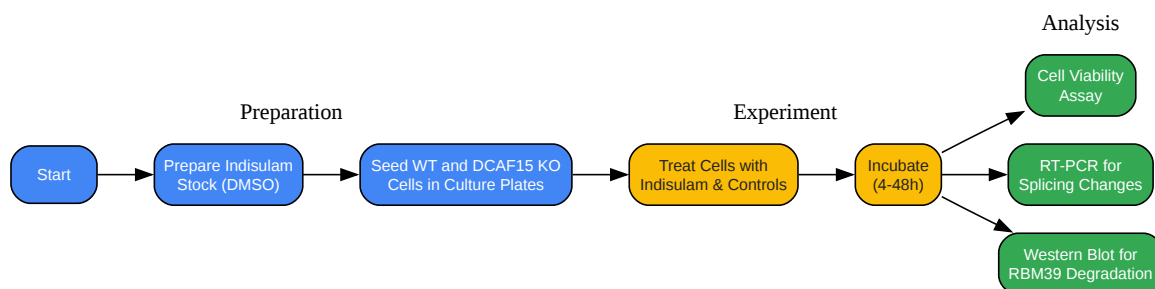 Analysis
Cell Viability
Assay
Preparation
Experiment
Start
Prepare Indisulam
Stock (DMSO)
Seed WT and DCAF15 KO
Cells in Culture Plates
Treat Cells with
Indisulam & Controls
Incubate
(4-48h)
RT-PCR for
Splicing Changes
Western Blot for
RBM39 Degradation